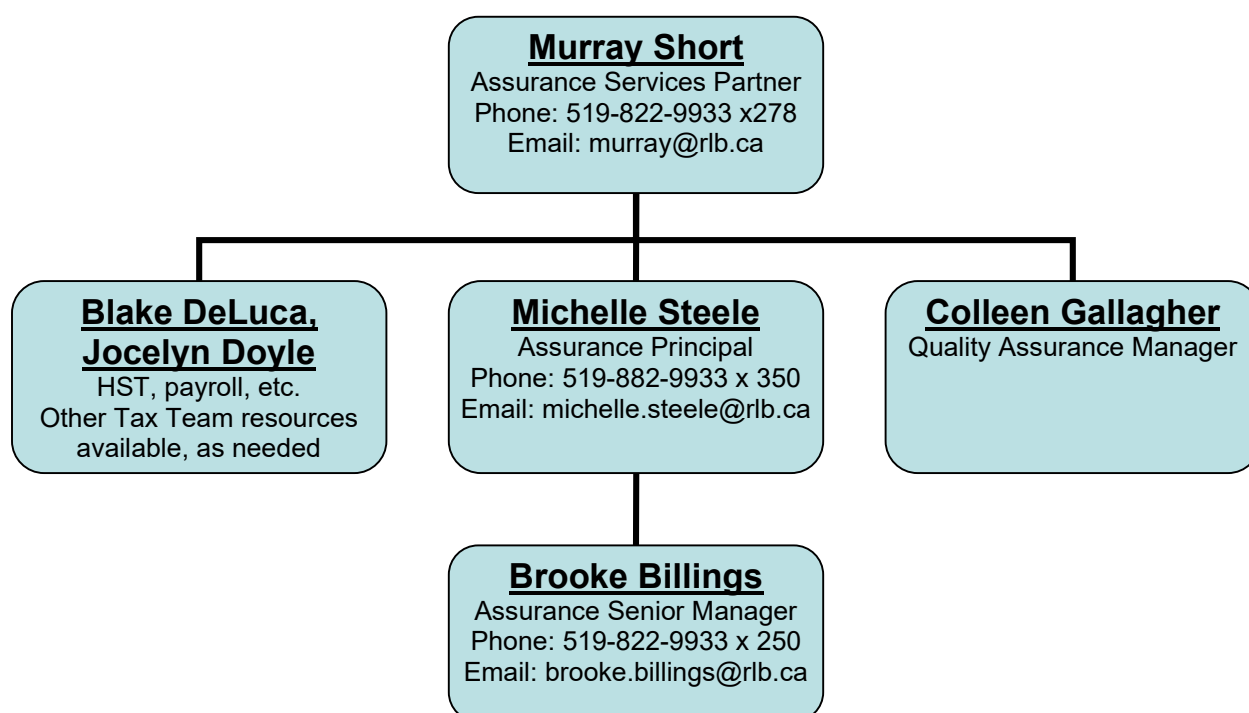 Murray Short
Assurance Services Partner
Phone: 519-822-9933 x278
Email: murray@rlb.ca
Blake DeLuca,
Jocelyn Doyle
HST, payroll, etc.
Other Tax Team resources
available, as needed
Michelle Steele
Assurance Principal
Phone: 519-882-9933 x 350
Email: michelle.steele@rlb.ca
Colleen Gallagher
Quality Assurance Manager
Brooke Billings
Assurance Senior Manager
Phone: 519-822-9933 x 250
Email: brooke.billings@rlb.ca